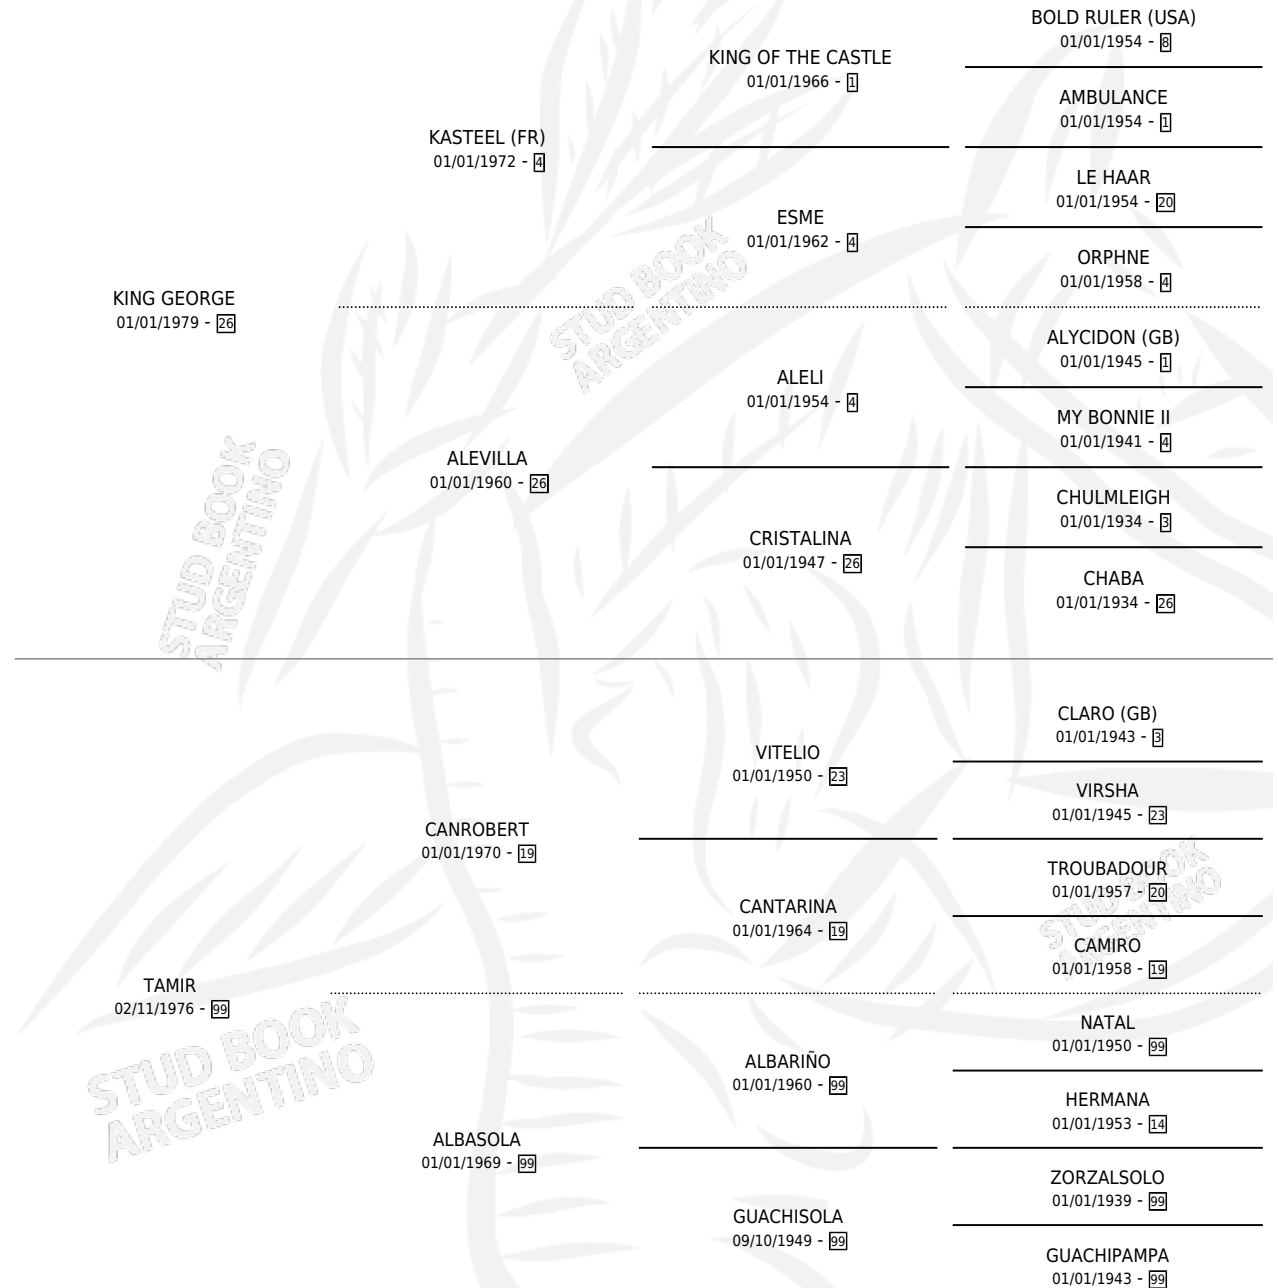 BOLD RULER (USA)
01/01/1954 - 8
KING OF THE CASTLE
01/01/1966 - 1
AMBULANCE
01/01/1954 - 1
KASTEEL (FR)
01/01/1972 - 4
LE HAAR
01/01/1954 - 20
ESME
01/01/1962 - 4
ORPHNE
01/01/1958 - 4
KING GEORGE
01/01/1979 - 26
ALYCIDON (GB)
01/01/1945 - 1
ALELI
01/01/1954 - 4
MY BONNIE II
01/01/1941 - 4
ALEVILLA
01/01/1960 - 26
CHULMLEIGH
01/01/1934 - 3
CRISTALINA
01/01/1947 - 26
CHABA
01/01/1934 - 26
STUD BOOK
ARGENTINO
STUD BOOK
ARGENTINO
CLARO (GB)
01/01/1943 - 3
VITELIO
01/01/1950 - 23
VIRSHA
01/01/1945 - 23
CANROBERT
01/01/1970 - 19
TROUBADOUR
01/01/1957 - 20
CANTARINA
01/01/1964 - 19
CAMIRO
01/01/1958 - 19
TAMIR
02/11/1976 - 99
NATAL
01/01/1950 - 99
ALBARIÑO
01/01/1960 - 99
HERMANA
01/01/1953 - 14
ALBASOLA
01/01/1969 - 99
ZORZALSOLO
01/01/1939 - 99
GUACHISOLA
09/10/1949 - 99
GUACHIPAMPA
01/01/1943 - 99
STUD BOOK
ARGENTINO
STUD BOOK
ARGENTINO